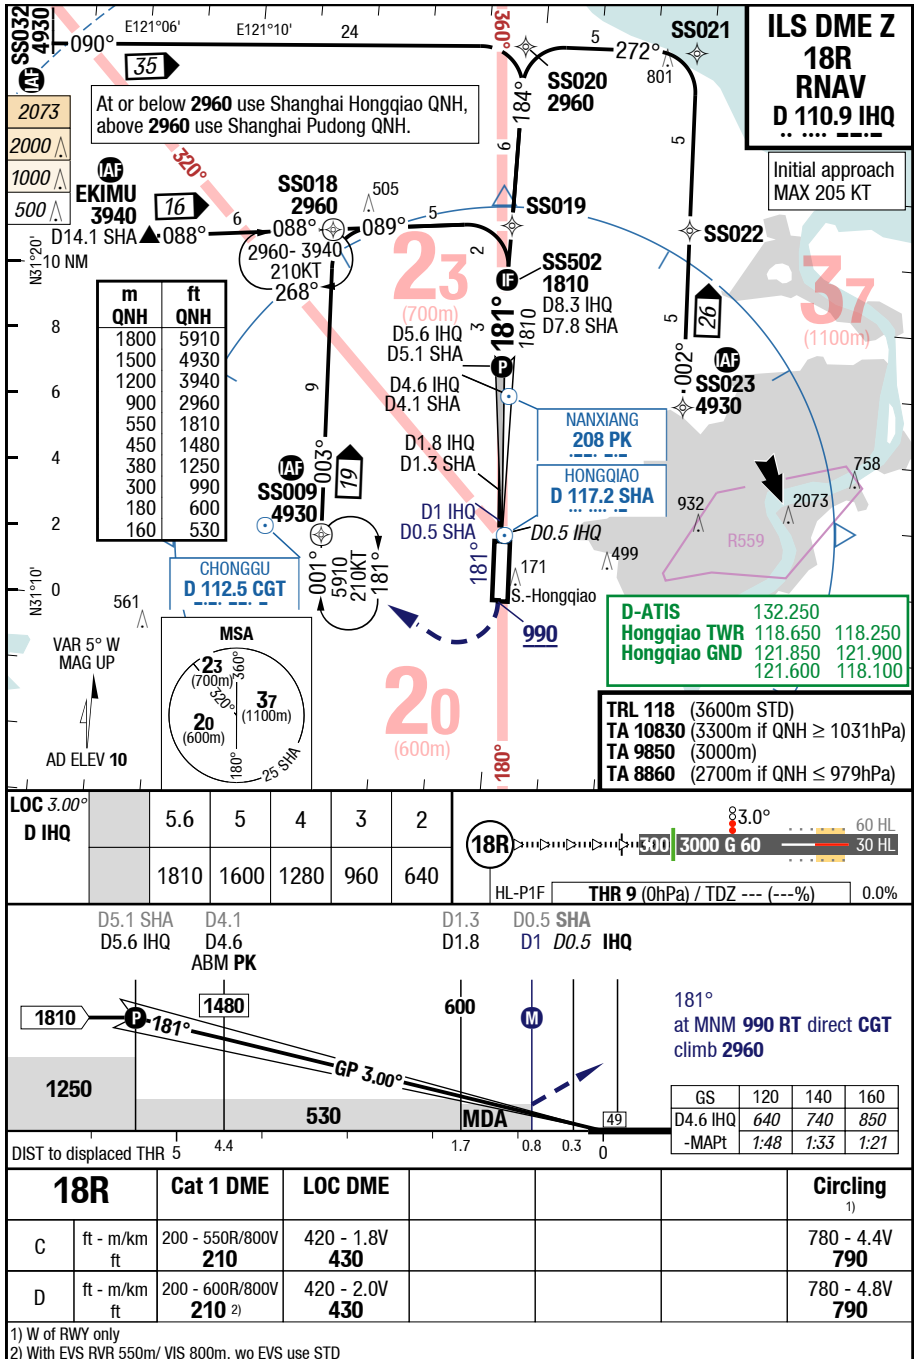 ILS DME Z
18R
RNAV
D 110.9 IHQ
Initial approach
MAX 205 KT
SS032
4930
IAF
090°
E121°06'
E121°10'
24
35
360°
5
272°
801
SS021
SS020
2960
184°
6
5
At or below 2960 use Shanghai Hongqiao QNH,
above 2960 use Shanghai Pudong QNH.
2073
2000
1000
500
320°
IAF
EKIMU
3940
D14.1 SHA
088°
16
6
088°
SS018
2960
505
089°
5
2960- 3940
210KT
268°
SS019
2
SS022
N31°20'
10 NM
8
6
4
2
0
N31°10'
23
(700m)
37
(1100m)
20
(600m)
IF
SS502
1810
D8.3 IHQ
D7.8 SHA
181°
3
1810
P
D5.6 IHQ
D5.1 SHA
D4.6 IHQ
D4.1 SHA
D1.8 IHQ
D1.3 SHA
D1 IHQ
D0.5 SHA
D0.5 IHQ
181°
26
5
002°
IAF
SS023
4930
m ft
QNH QNH
1800 5910
1500 4930
1200 3940
900 2960
550 1810
450 1480
380 1250
300 990
180 600
160 530
9
003°
19
IAF
SS009
4930
001°
5910
210KT
181°
NANXIANG
208 PK
HONGQIAO
D 117.2 SHA
CHONGGU
D 112.5 CGT
932
2073
758
R559
499
171
S.-Hongqiao
990
561
VAR 5° W
MAG UP
AD ELEV 10
MSA
23
(700m)
360°
320°
37
(1100m)
20
(600m)
180°
25 SHA
180°
D-ATIS 132.250
Hongqiao TWR 118.650 118.250
Hongqiao GND 121.850 121.900
121.600 118.100
TRL 118 (3600m STD)
TA 10830 (3300m if QNH ≥ 1031hPa)
TA 9850 (3000m)
TA 8860 (2700m if QNH ≤ 979hPa)
LOC 3.00°
D IHQ
5.6 5 4 3 2
1810 1600 1280 960 640
18R
3.0°
300 3000 G 60
60 HL
30 HL
HL-P1F
THR 9 (0hPa) / TDZ --- (---%)
0.0%
D5.1 SHA D4.1 D1.3 D0.5 SHA
D5.6 IHQ D4.6 D1.8 D1 D0.5 IHQ
ABM PK
1810
P
181°
1480
GP 3.00°
600
M
1250
530
MDA
49
181°
at MNM 990 RT direct CGT
climb 2960
GS 120 140 160
D4.6 IHQ 640 740 850
-MAPt 1:48 1:33 1:21
DIST to displaced THR 5 4.4 1.7 0.8 0.3 0
18R Cat 1 DME LOC DME Circling
1)
C ft - m/km 200 - 550R/800V 420 - 1.8V 780 - 4.4V
ft 210 430 790
D ft - m/km 200 - 600R/800V 420 - 2.0V 780 - 4.8V
ft 210 2) 430 790
1) W of RWY only
2) With EVS RVR 550m/ VIS 800m, wo EVS use STD